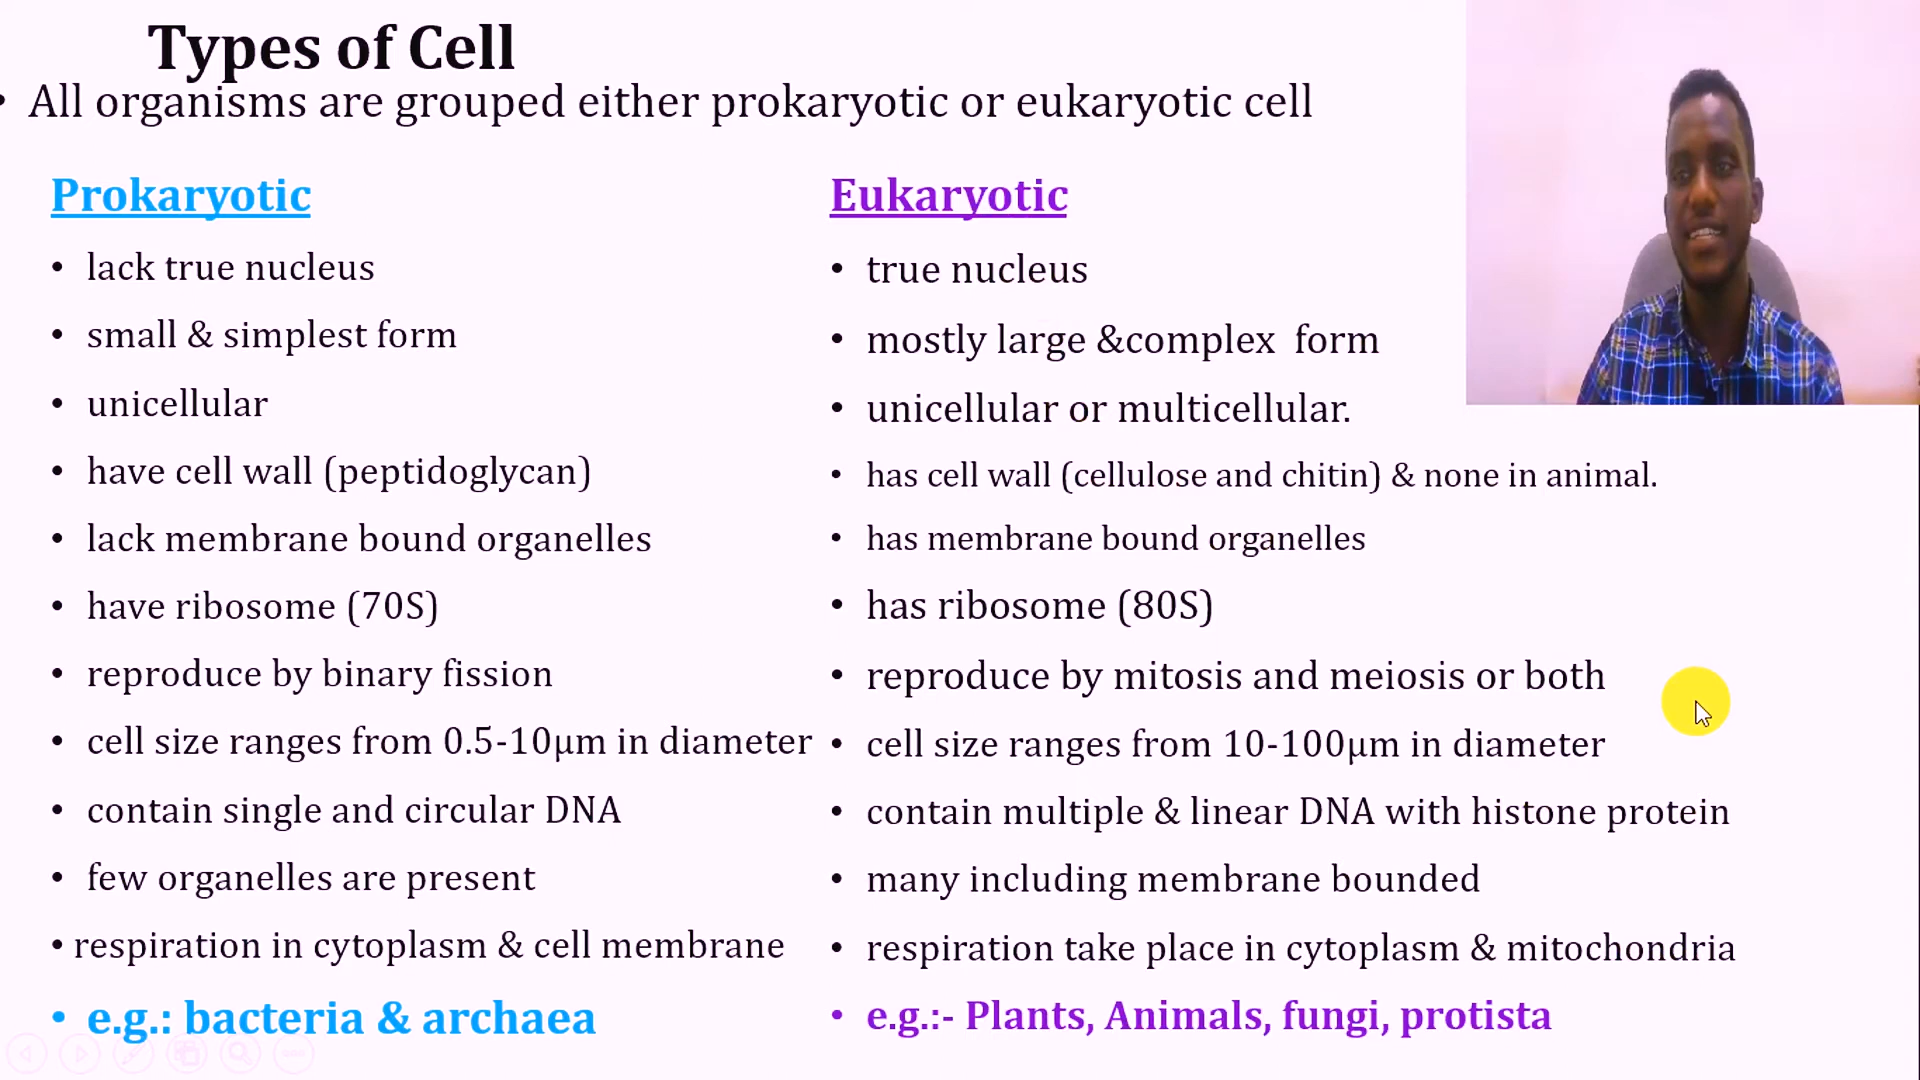 Types of Cell
• All organisms are grouped either prokaryotic or eukaryotic cell
Prokaryotic
• lack true nucleus
• small & simplest form
• unicellular
• have cell wall (peptidoglycan)
• lack membrane bound organelles
• have ribosome (70S)
• reproduce by binary fission
• cell size ranges from 0.5-10µm in diameter
• contain single and circular DNA
• few organelles are present
• respiration in cytoplasm & cell membrane
• e.g.: bacteria & archaea
Eukaryotic
• true nucleus
• mostly large &complex  form
• unicellular or multicellular.
• has cell wall (cellulose and chitin) & none in animal.
• has membrane bound organelles
• has ribosome (80S)
• reproduce by mitosis and meiosis or both
• cell size ranges from 10-100µm in diameter
• contain multiple & linear DNA with histone protein
• many including membrane bounded
• respiration take place in cytoplasm & mitochondria
• e.g.:- Plants, Animals, fungi, protista